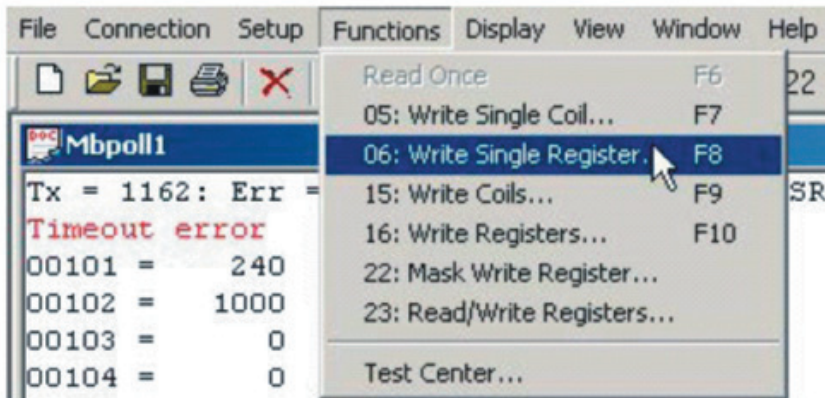 File Connection Setup Functions Display View Window Help
22
Read Once F6
05: Write Single Coil... F7
06: Write Single Register. F8
15: Write Coils... F9
16: Write Registers... F10
22: Mask Write Register...
23: Read/Write Registers...
Test Center...
DOC
Mbpoll1
Tx = 1162: Err =
SR
Timeout error
00101 = 240
00102 = 1000
00103 = 0
00104 = 0